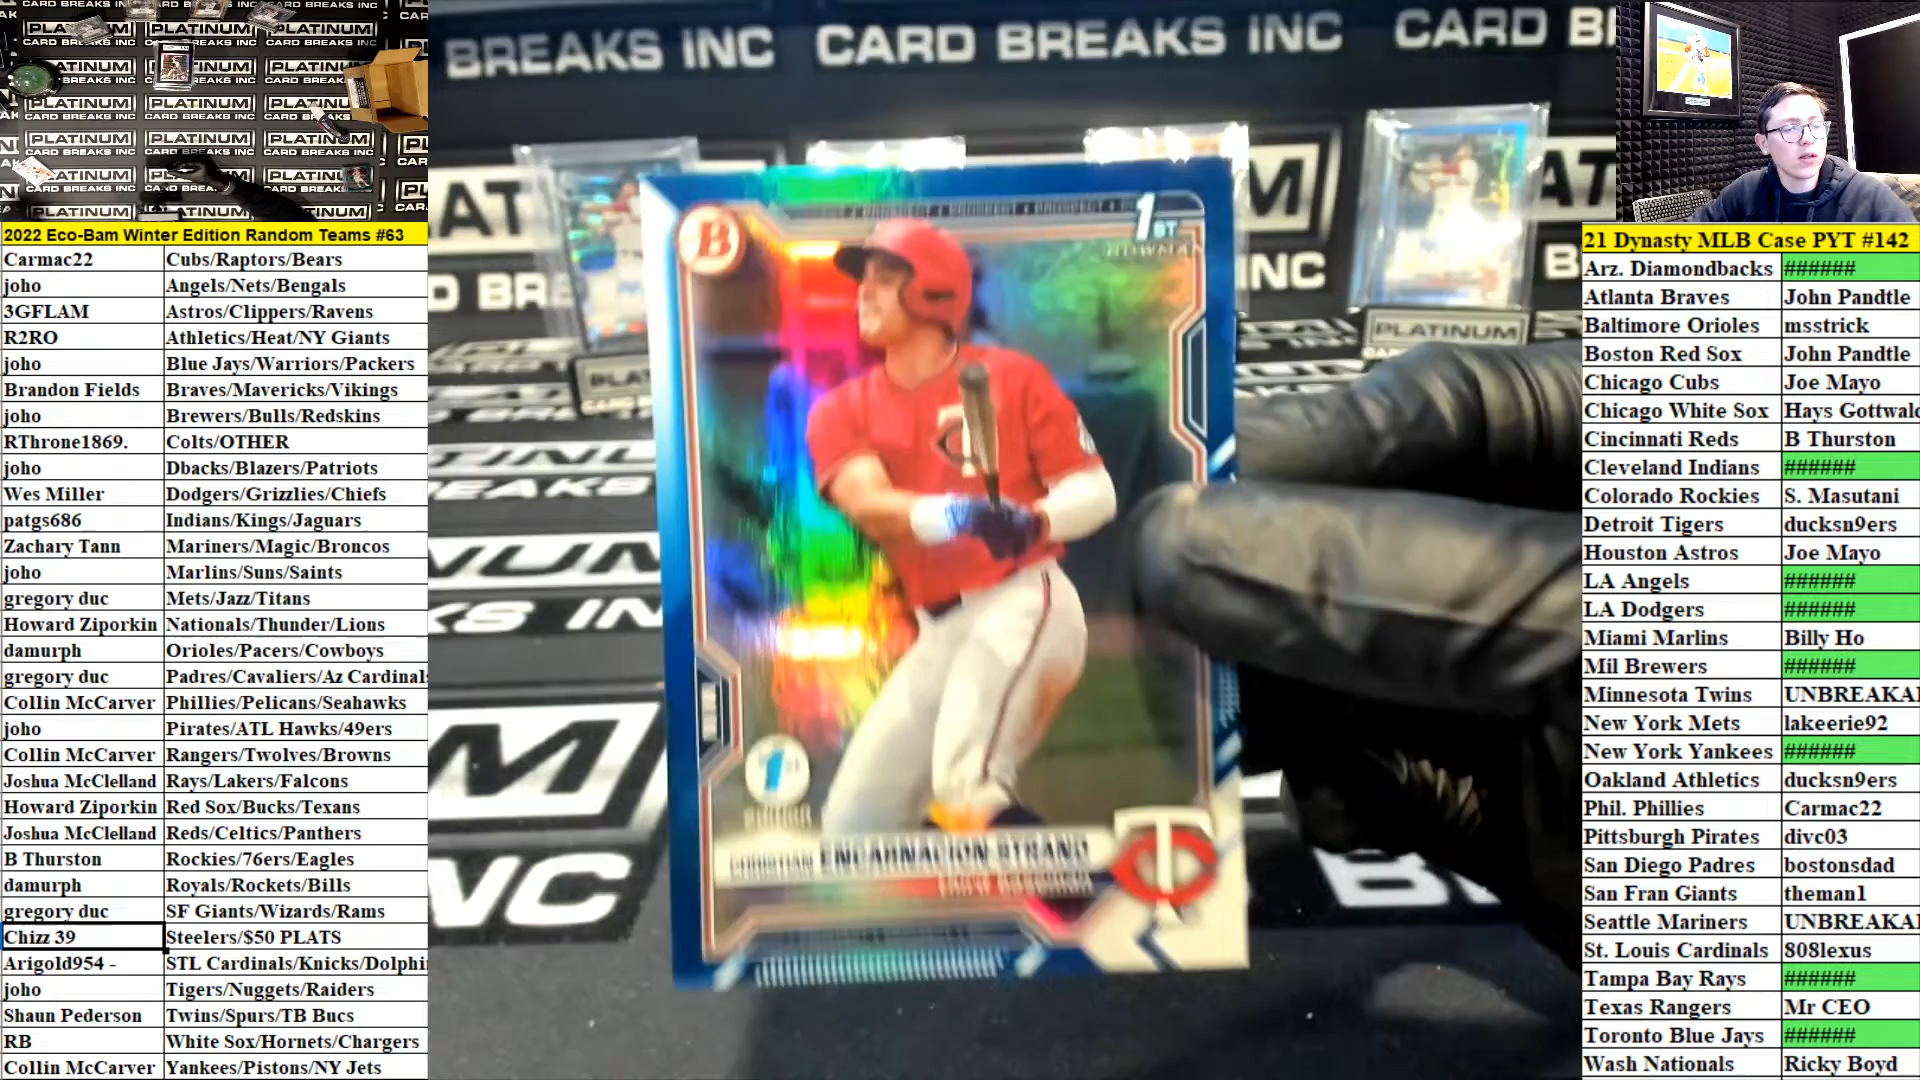 2022 Eco-Bam Winter Edition Random Teams #63
Carmac22 Cubs/Raptors/Bears
joho Angels/Nets/Bengals
3GFLAM Astros/Clippers/Ravens
R2RO Athletics/Heat/NY Giants
joho Blue Jays/Warriors/Packers
Brandon Fields Braves/Mavericks/Vikings
joho Brewers/Bulls/Redskins
RThrone1869. Colts/OTHER
joho Dbacks/Blazers/Patriots
Wes Miller Dodgers/Grizzlies/Chiefs
patgs686 Indians/Kings/Jaguars
Zachary Tann Mariners/Magic/Broncos
joho Marlins/Suns/Saints
gregory duc Mets/Jazz/Titans
Howard Ziporkin Nationals/Thunder/Lions
damurph Orioles/Pacers/Cowboys
gregory duc Padres/Cavaliers/Az Cardinals
Collin McCarver Phillies/Pelicans/Seahawks
joho Pirates/ATL Hawks/49ers
Collin McCarver Rangers/Twolves/Browns
Joshua McClelland Rays/Lakers/Falcons
Howard Ziporkin Red Sox/Bucks/Texans
Joshua McClelland Reds/Celtics/Panthers
B Thurston Rockies/76ers/Eagles
damurph Royals/Rockets/Bills
gregory duc SF Giants/Wizards/Rams
Chizz 39 Steelers/$50 PLATS
Arigold954 - STL Cardinals/Knicks/Dolphi
joho Tigers/Nuggets/Raiders
Shaun Pederson Twins/Spurs/TB Bucs
RB White Sox/Hornets/Chargers
Collin McCarver Yankees/Pistons/NY Jets
BREAKS INC CARD BREAKS INC CARD B
B
1ST
BOWMAN
1st
CHRISTIAN ENCARNACION-STRAND
THIRD BASEMAN
TC
PLATINUM
21 Dynasty MLB Case PYT #142
Arz. Diamondbacks ######
Atlanta Braves John Pandtle
Baltimore Orioles msstrick
Boston Red Sox John Pandtle
Chicago Cubs Joe Mayo
Chicago White Sox Hays Gottwald
Cincinnati Reds B Thurston
Cleveland Indians ######
Colorado Rockies S. Masutani
Detroit Tigers ducksn9ers
Houston Astros Joe Mayo
LA Angels ######
LA Dodgers ######
Miami Marlins Billy Ho
Mil Brewers ######
Minnesota Twins UNBREAKA
New York Mets lakeerie92
New York Yankees ######
Oakland Athletics ducksn9ers
Phil. Phillies Carmac22
Pittsburgh Pirates divc03
San Diego Padres bostonsdad
San Fran Giants theman1
Seattle Mariners UNBREAKA
St. Louis Cardinals 808lexus
Tampa Bay Rays ######
Texas Rangers Mr CEO
Toronto Blue Jays ######
Wash Nationals Ricky Boyd